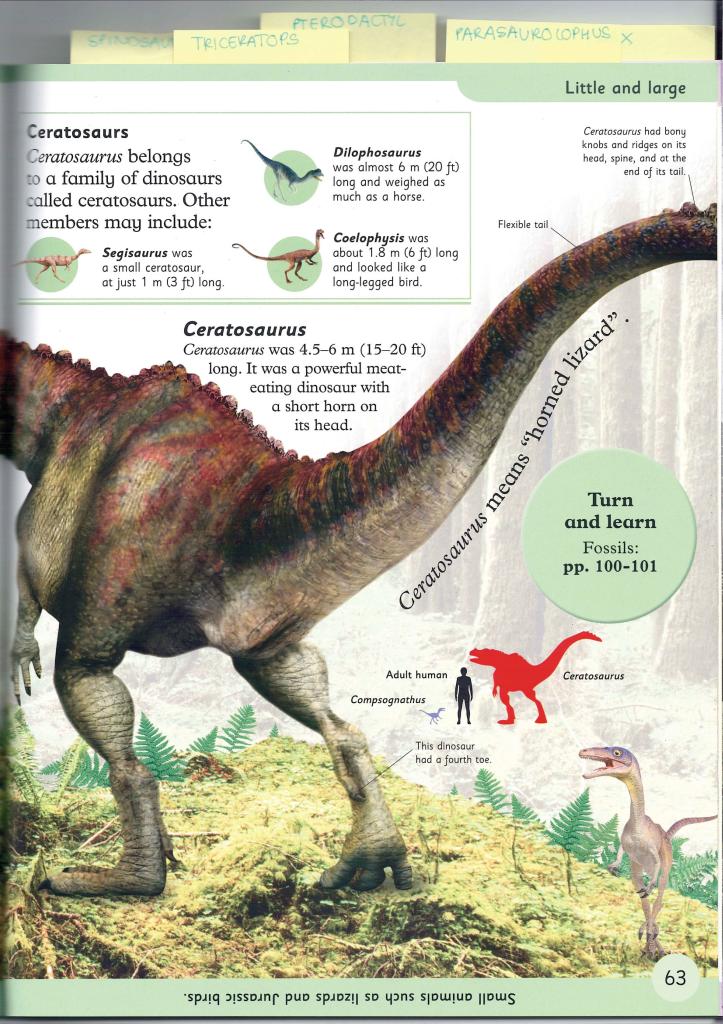 SPINOSAU
TRICERATOPS
PTERODACTYL
PARASAUROLOPHUS X
Little and large
Ceratosaurs
Ceratosaurus belongs
to a family of dinosaurs
called ceratosaurs. Other
members may include:
Dilophosaurus
was almost 6 m (20 ft)
long and weighed as
much as a horse.
Segisaurus was
a small ceratosaur,
at just 1 m (3 ft) long.
Coelophysis was
about 1.8 m (6 ft) long
and looked like a
long-legged bird.
Ceratosaurus had bony
knobs and ridges on its
head, spine, and at the
end of its tail.
Flexible tail
Ceratosaurus
Ceratosaurus was 4.5–6 m (15–20 ft)
long. It was a powerful meat-
eating dinosaur with
a short horn on
its head.
Ceratosaurus means “horned lizard”.
Turn
and learn
Fossils:
pp. 100-101
Adult human
Ceratosaurus
Compsognathus
This dinosaur
had a fourth toe.
63
Small animals such as lizards and Jurassic birds.